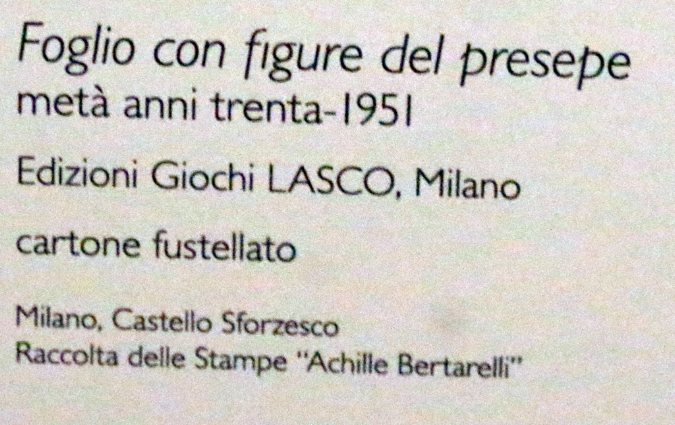 Foglio con figure del presepe
metà anni trenta-1951
Edizioni Giochi LASCO, Milano
cartone fustellato
Milano, Castello Sforzesco
Raccolta delle Stampe “Achille Bertarelli”